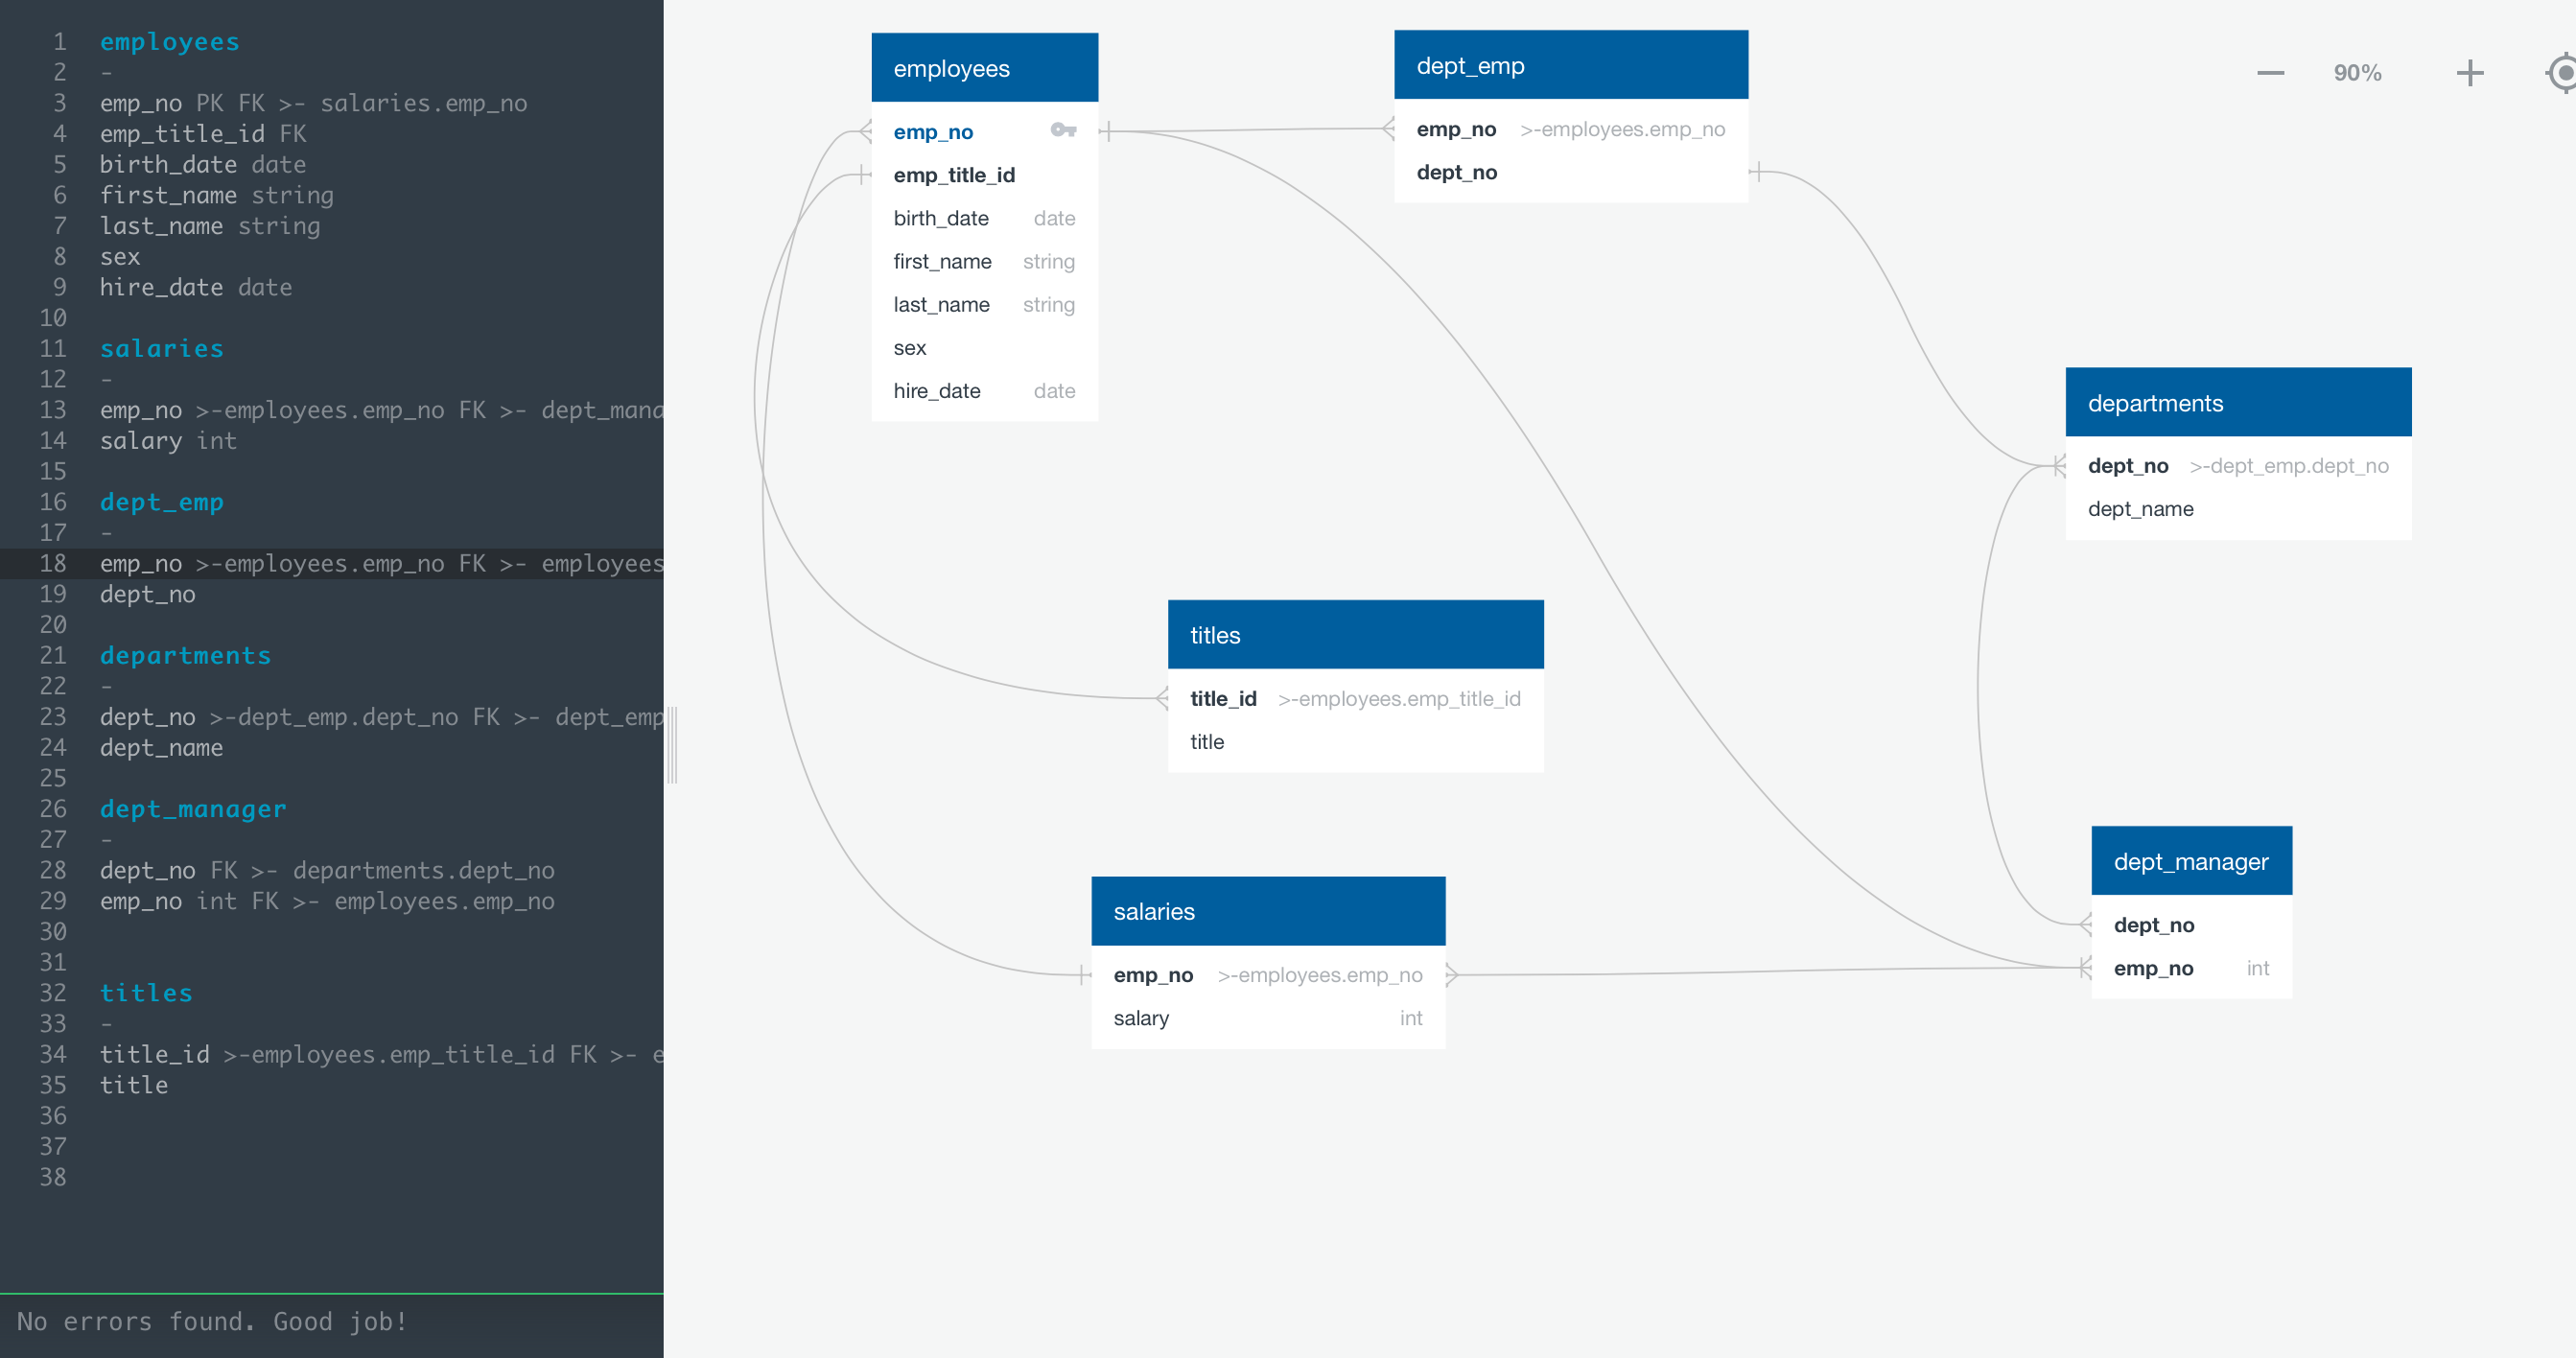 1 employees
2 -
3 emp_no PK FK >- salaries.emp_no
4 emp_title_id FK
5 birth_date date
6 first_name string
7 last_name string
8 sex
9 hire_date date
10
11 salaries
12 -
13 emp_no >-employees.emp_no FK >- dept_mana
14 salary int
15
16 dept_emp
17 -
18 emp_no >-employees.emp_no FK >- employees
19 dept_no
20
21 departments
22 -
23 dept_no >-dept_emp.dept_no FK >- dept_emp
24 dept_name
25
26 dept_manager
27 -
28 dept_no FK >- departments.dept_no
29 emp_no int FK >- employees.emp_no
30
31
32 titles
33 -
34 title_id >-employees.emp_title_id FK >- e
35 title
36
37
38
No errors found. Good job!
employees
emp_no
emp_title_id
birth_date date
first_name string
last_name string
sex
hire_date date
dept_emp
emp_no >-employees.emp_no
dept_no
90%
departments
dept_no >-dept_emp.dept_no
dept_name
titles
title_id >-employees.emp_title_id
title
dept_manager
dept_no
emp_no int
salaries
emp_no >-employees.emp_no
salary int